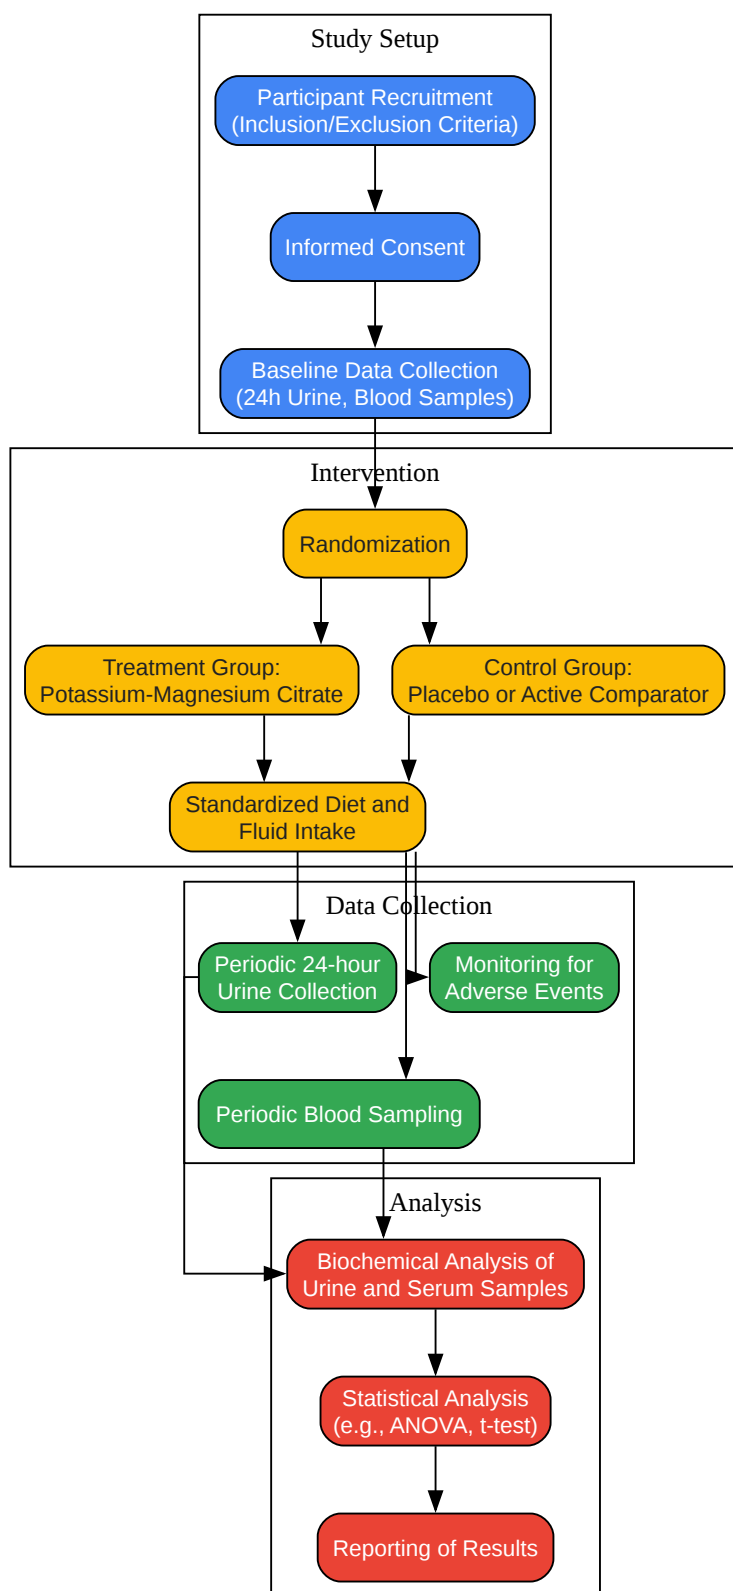 Study Setup
Participant Recruitment
(Inclusion/Exclusion Criteria)
Informed Consent
Baseline Data Collection
(24h Urine, Blood Samples)
Intervention
Randomization
Treatment Group:
Potassium-Magnesium Citrate
Control Group:
Placebo or Active Comparator
Standardized Diet and
Fluid Intake
Data Collection
Periodic 24-hour
Urine Collection
Monitoring for
Adverse Events
Periodic Blood Sampling
Analysis
Biochemical Analysis of
Urine and Serum Samples
Statistical Analysis
(e.g., ANOVA, t-test)
Reporting of Results